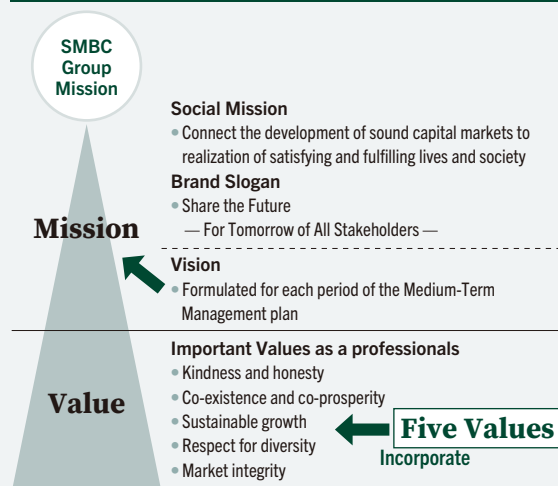 SMBC
Group
Mission
Social Mission
• Connect the development of sound capital markets to
realization of satisfying and fulfilling lives and society
Brand Slogan
• Share the Future
— For Tomorrow of All Stakeholders —
Mission
Vision
• Formulated for each period of the Medium-Term
Management plan
Important Values as a professionals
• Kindness and honesty
• Co-existence and co-prosperity
Value
• Sustainable growth
• Respect for diversity
• Market integrity
Five Values
Incorporate